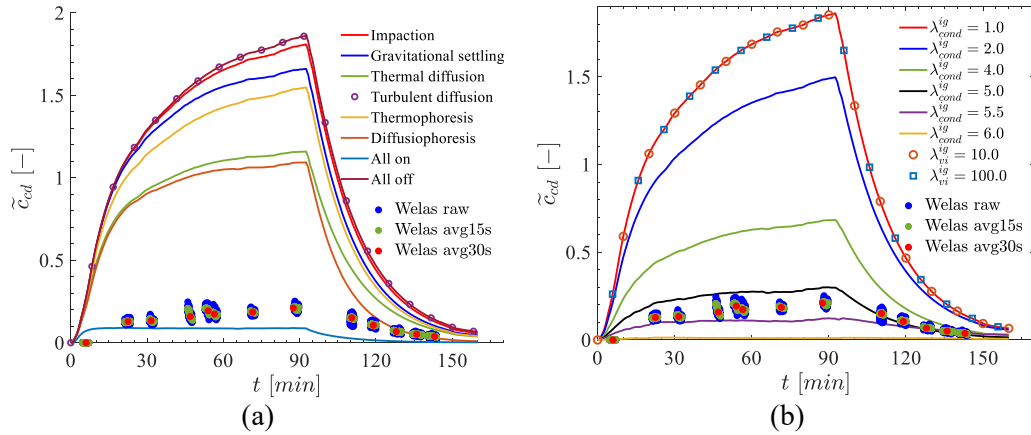 2
1.5
1
0.5
0
0 30 60 90 120 150
c̃_cd [−]
t [min]
Impaction
Gravitational settling
Thermal diffusion
Turbulent diffusion
Thermophoresis
Diffusiophoresis
All on
All off
Welas raw
Welas avg15s
Welas avg30s
(a)
1.5
1
0.5
0
0 30 60 90 120 150
c̃_cd [−]
t [min]
λ^ig_cond = 1.0
λ^ig_cond = 2.0
λ^ig_cond = 4.0
λ^ig_cond = 5.0
λ^ig_cond = 5.5
λ^ig_cond = 6.0
λ^ig_vi = 10.0
λ^ig_vi = 100.0
Welas raw
Welas avg15s
Welas avg30s
(b)